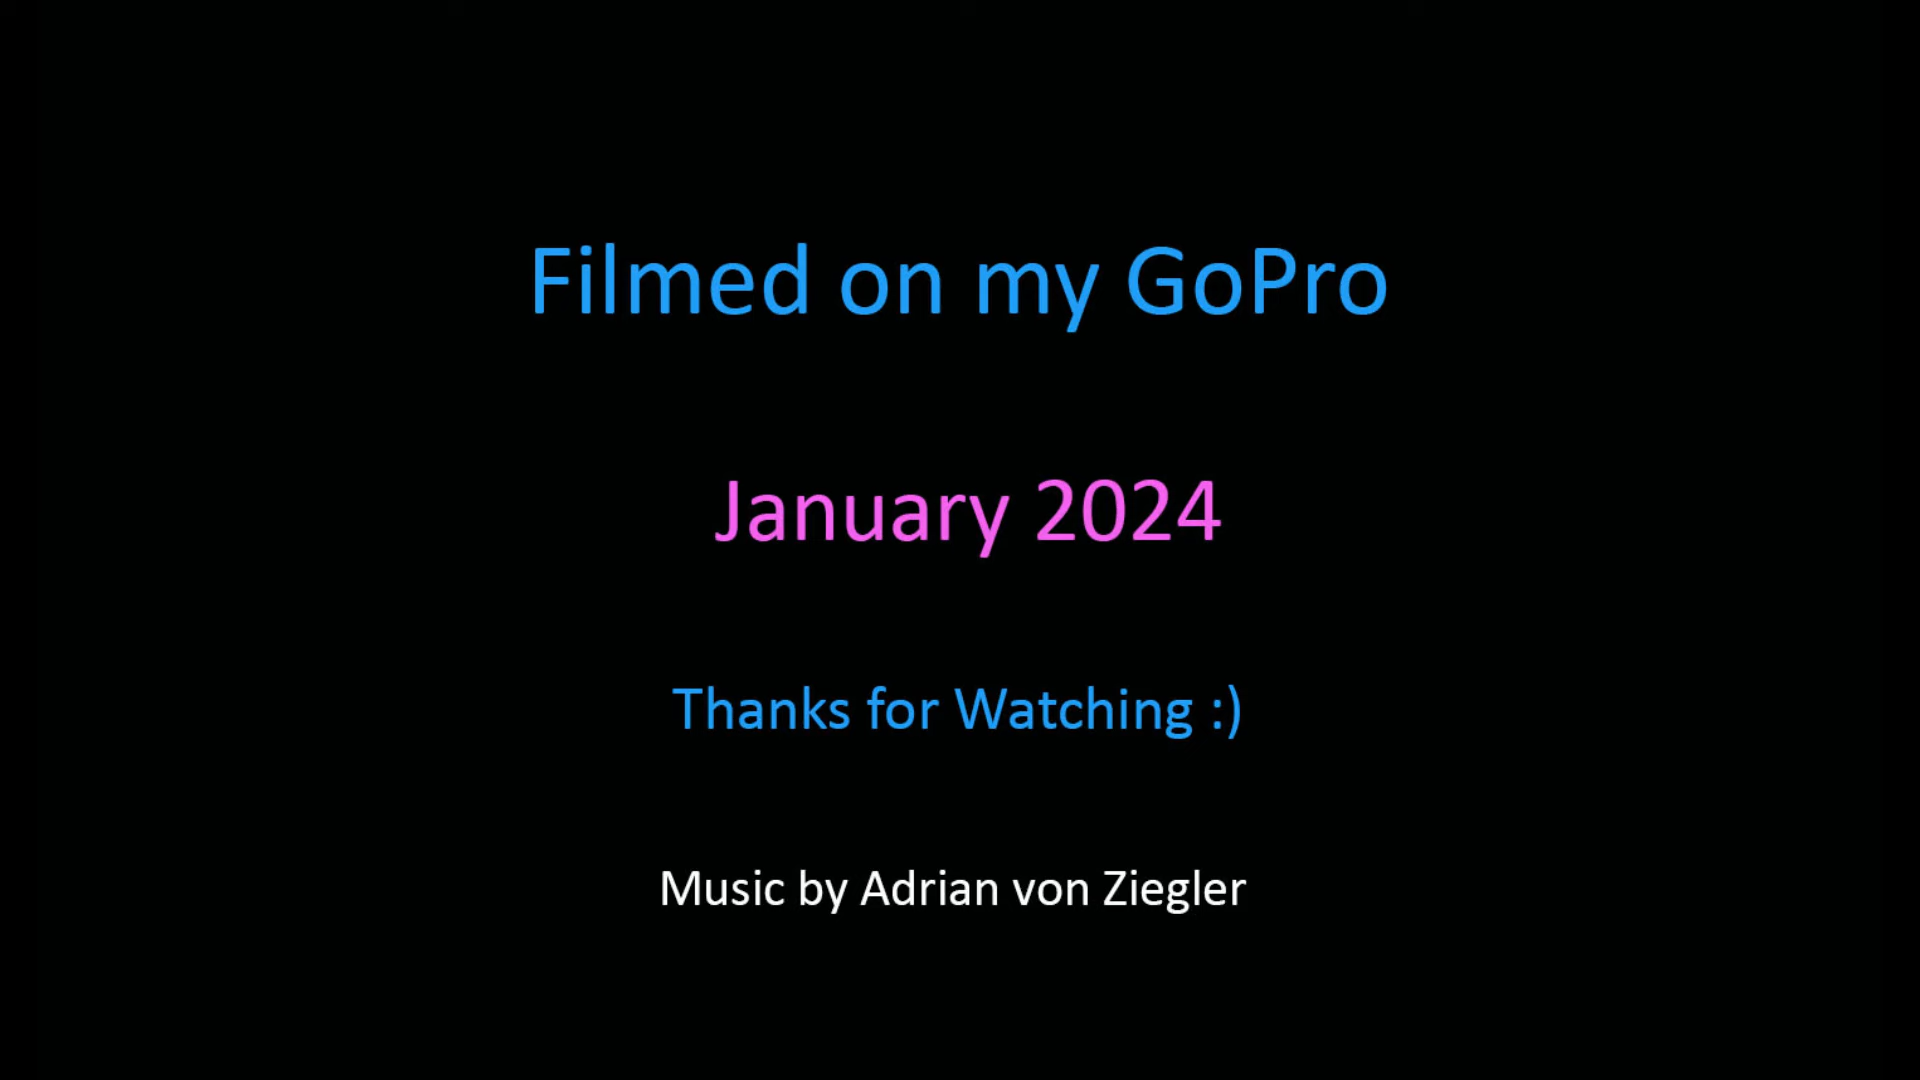 Filmed on my GoPro
January 2024
Thanks for Watching :)
Music by Adrian von Ziegler